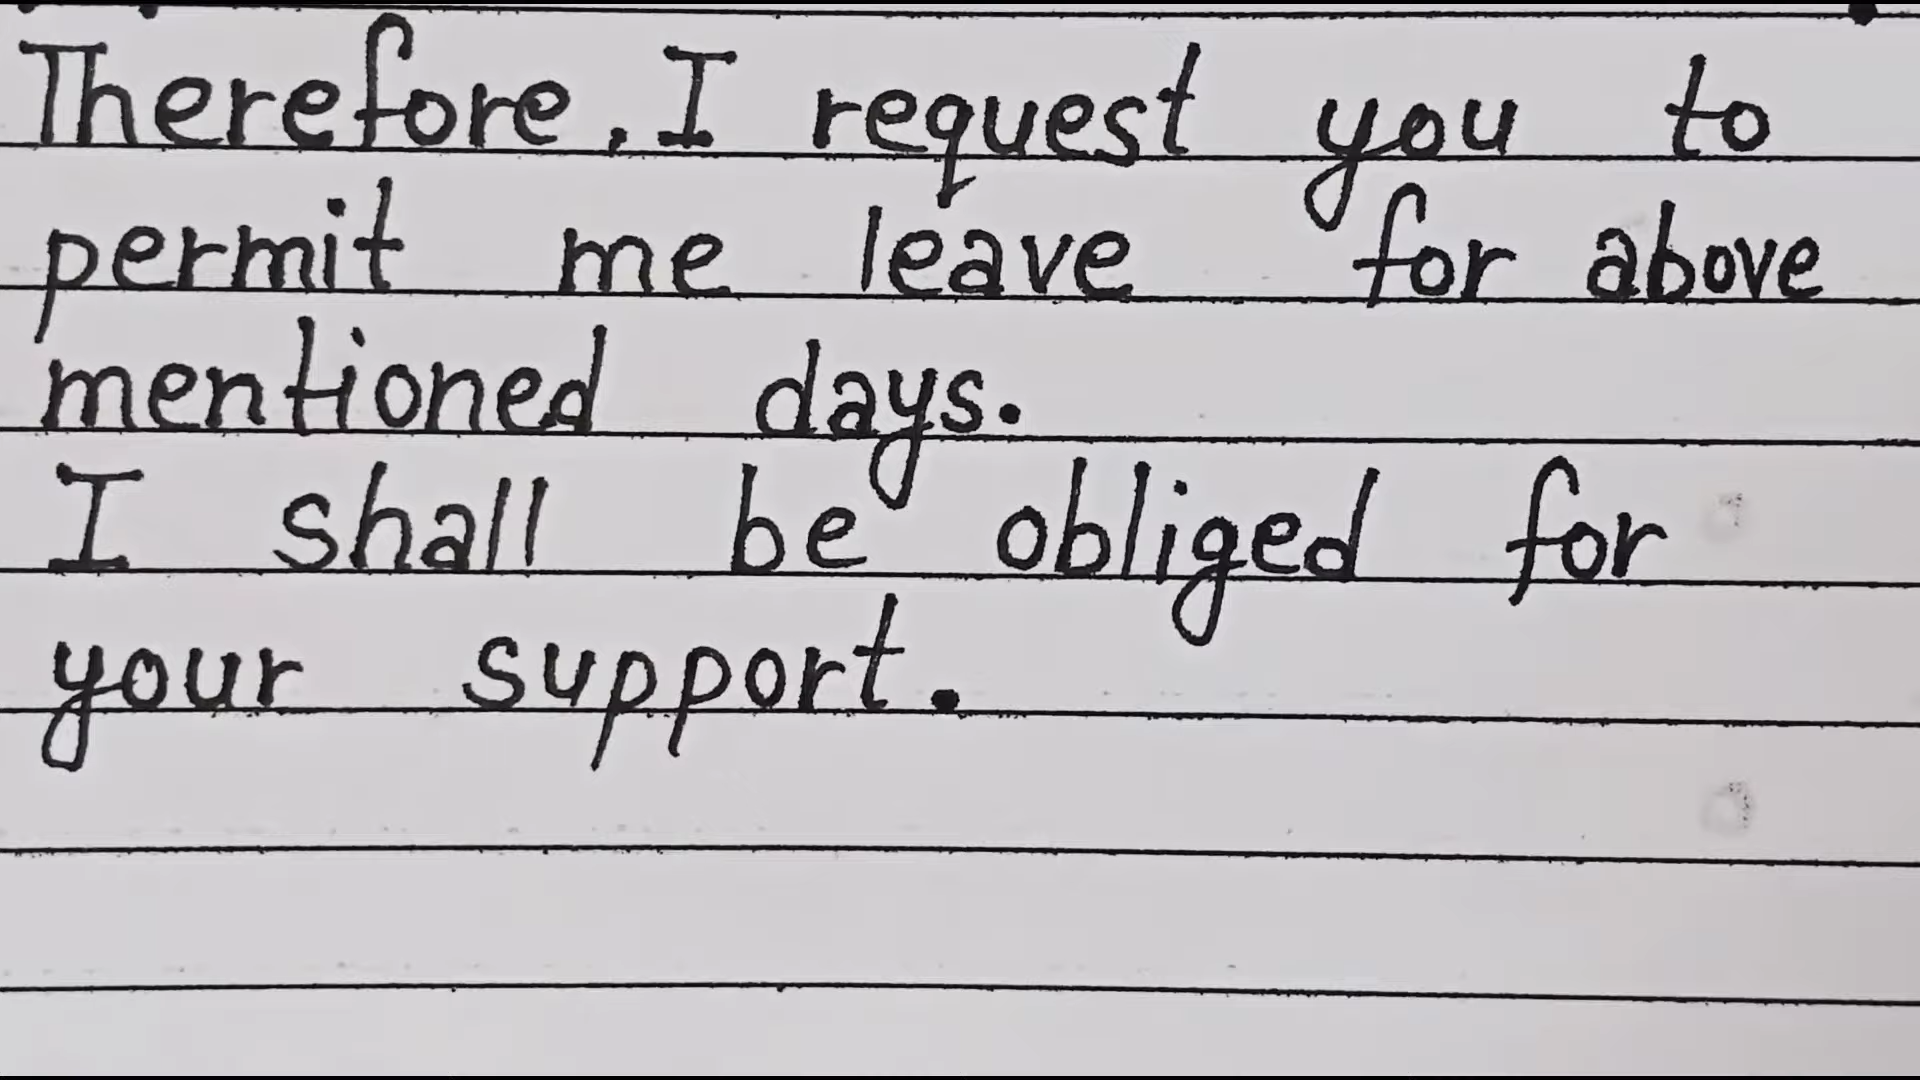 Therefore, I request you to
permit me leave for above
mentioned days.
I shall be obliged for
your support.